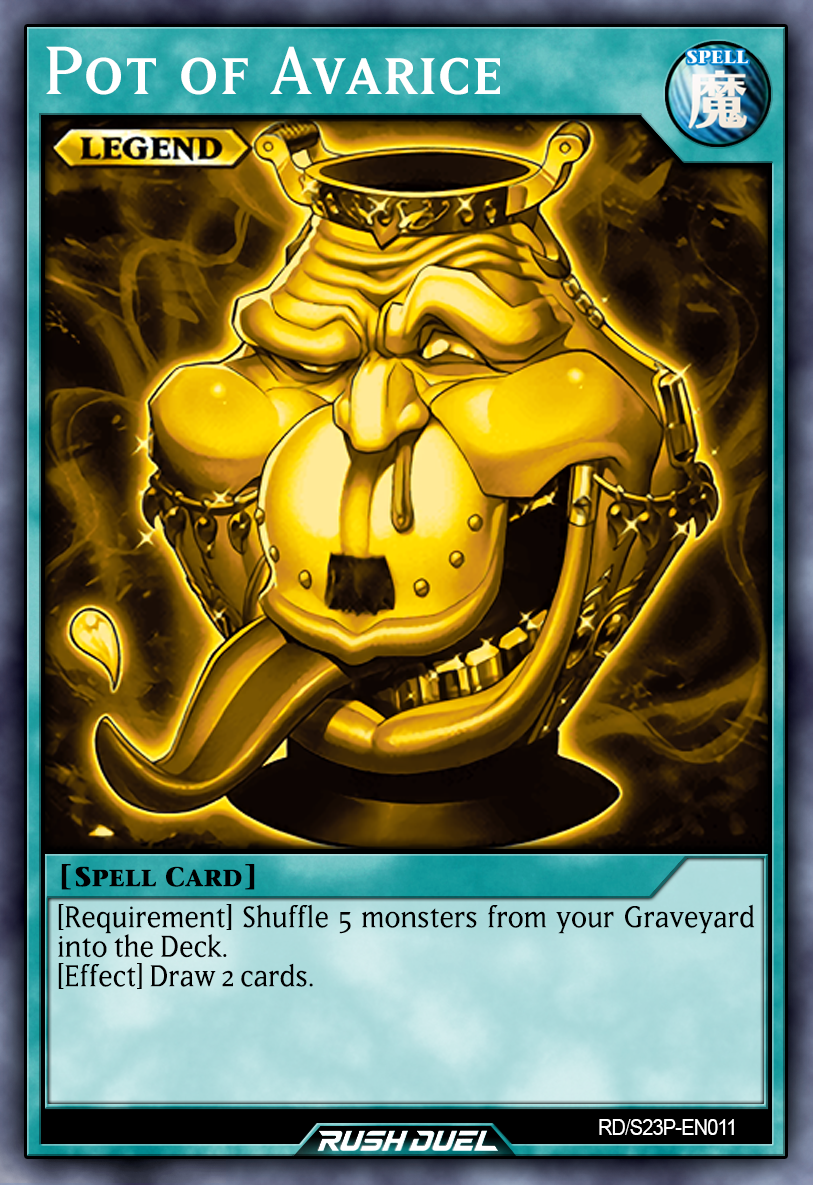 Pot of Avarice
SPELL
魔
LEGEND
[Spell Card]
[Requirement] Shuffle 5 monsters from your Graveyard
into the Deck.
[Effect] Draw 2 cards.
RD/S23P-EN011
RUSH DUEL